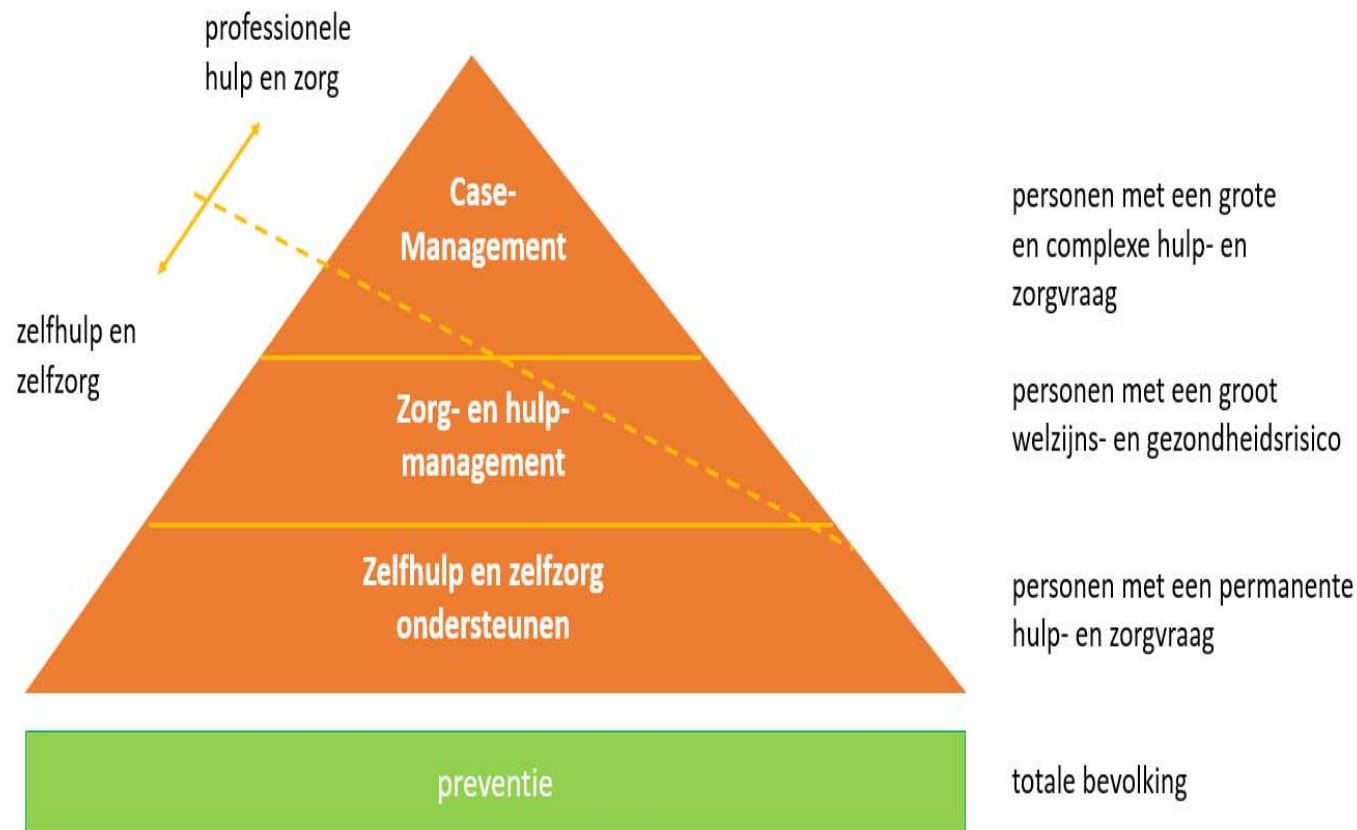 professionele
hulp en zorg
zelfhulp en
zelfzorg
Case-
Management
personen met een grote
en complexe hulp- en
zorgvraag
Zorg- en hulp-
management
personen met een groot
welzijns- en gezondheidsrisico
Zelfhulp en zelfzorg
ondersteunen
personen met een permanente
hulp- en zorgvraag
preventie
totale bevolking